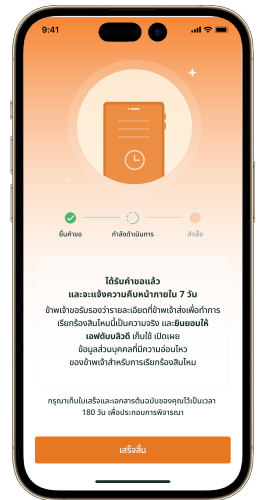 9:41
ยื่นคำขอ
กำลังดำเนินการ
สำเร็จ
ได้รับคำขอแล้ว
และจะแจ้งความคืบหน้าภายใน 7 วัน
ข้าพเจ้าขอรับรองว่ารายละเอียดที่ข้าพเจ้าส่งเพื่อทำการ
เรียกร้องสินไหมนี้เป็นความจริง และยินยอมให้
เอฟดับบลิวดี เก็บใช้ เปิดเผย
ข้อมูลส่วนบุคคลที่มีความอ่อนไหว
ของข้าพเจ้าสำหรับการเรียกร้องสินไหม
กรุณาเก็บใบเสร็จและเอกสารต้นฉบับของคุณไว้เป็นเวลา
180 วัน เพื่อประกอบการพิจารณา
เสร็จสิ้น